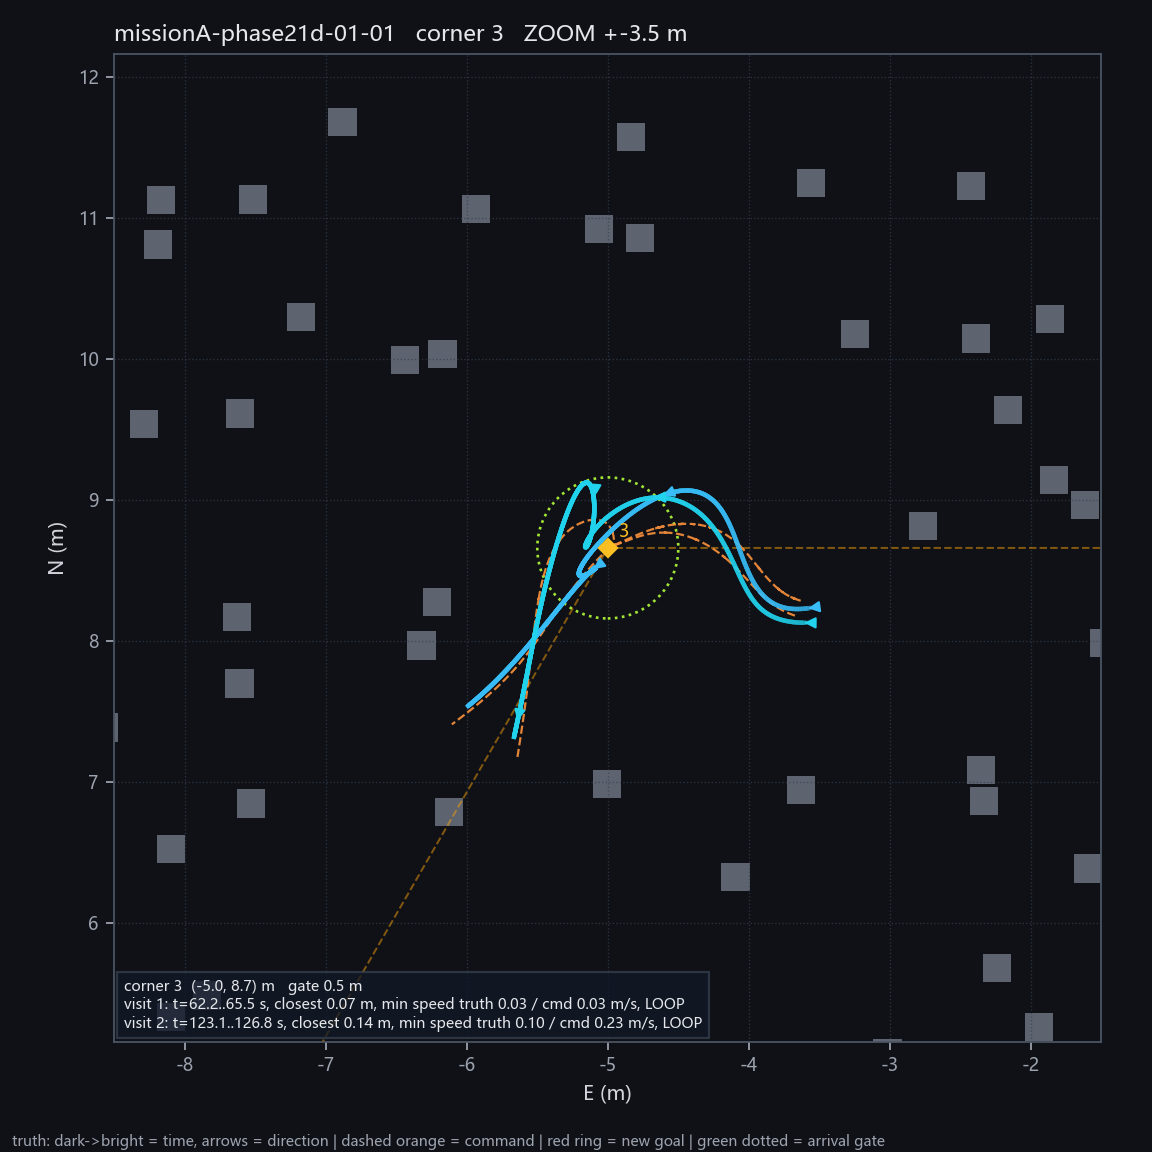 missionA-phase21d-01-01   corner 3   ZOOM +-3.5 m
12
11
10
9
8
7
6
N (m)
3
corner 3  (-5.0, 8.7) m   gate 0.5 m
visit 1: t=62.2..65.5 s, closest 0.07 m, min speed truth 0.03 / cmd 0.03 m/s, LOOP
visit 2: t=123.1..126.8 s, closest 0.14 m, min speed truth 0.10 / cmd 0.23 m/s, LOOP
-8 -7 -6 -5 -4 -3 -2
E (m)
truth: dark->bright = time, arrows = direction | dashed orange = command | red ring = new goal | green dotted = arrival gate